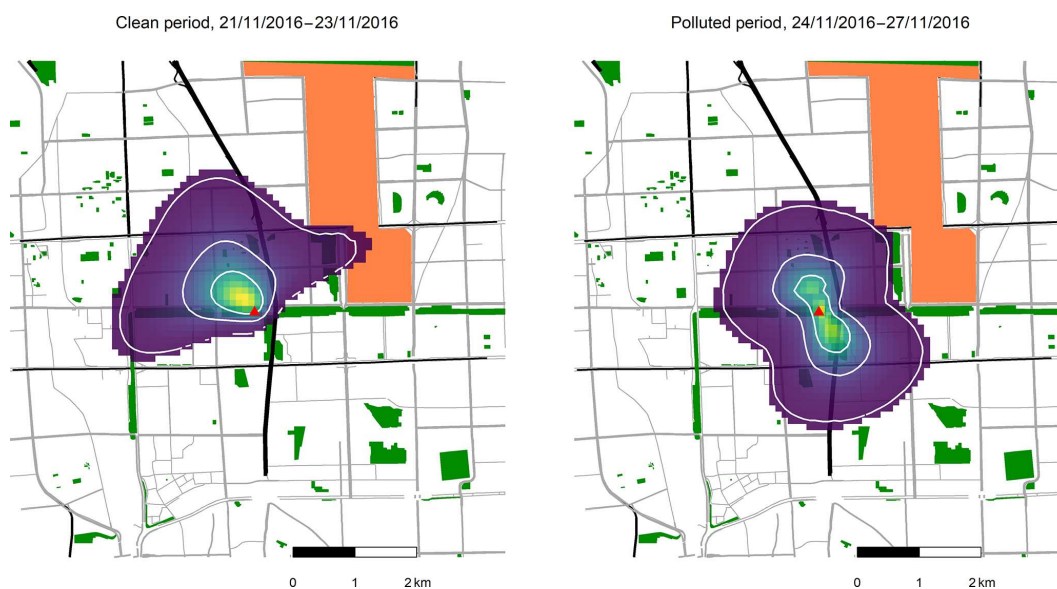 Clean period, 21/11/2016−23/11/2016
Polluted period, 24/11/2016−27/11/2016
0 1 2 km
0 1 2 km